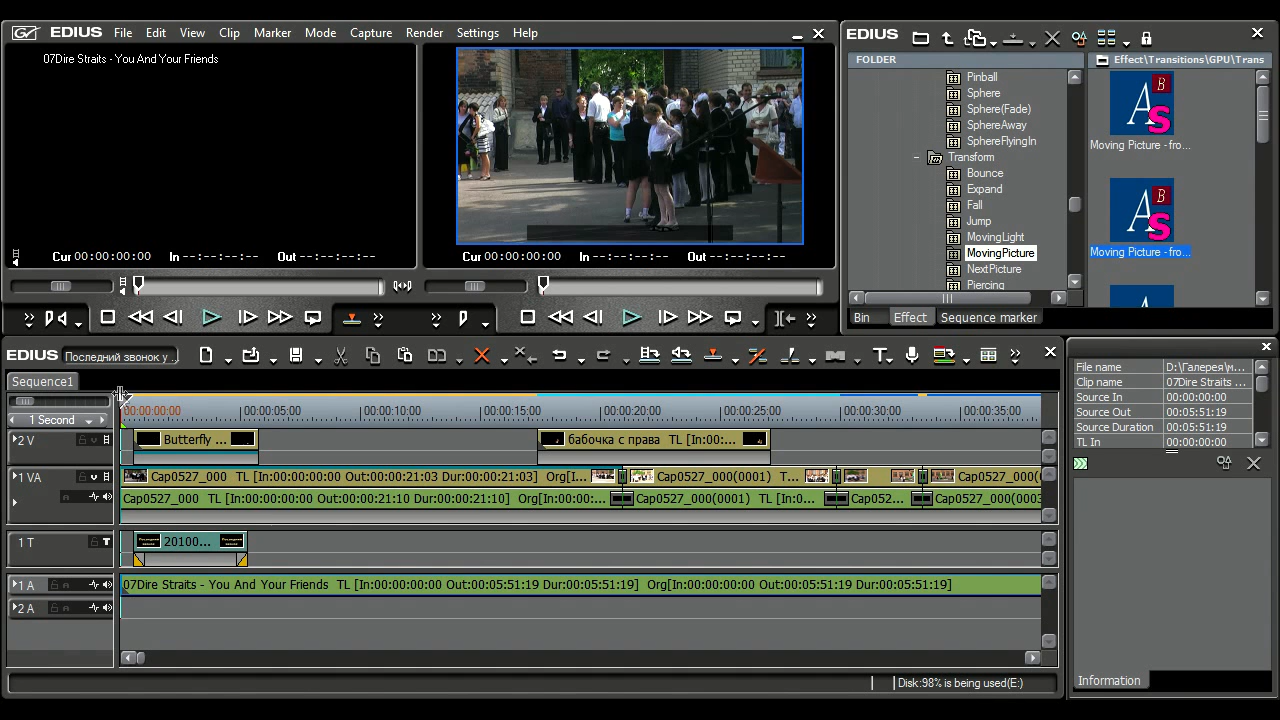 EDIUS File Edit View Clip Marker Mode Capture Render Settings Help
07Dire Straits - You And Your Friends
Cur 00:00:00:00 In --:--:--:-- Out --:--:--:--
Cur 00:00:00:00 In --:--:--:-- Out --:--:--:--
EDIUS
FOLDER
Pinball
Sphere
Sphere(Fade)
SphereAway
SphereFlyingIn
Transform
Bounce
Expand
Fall
Jump
MovingLight
MovingPicture
NextPicture
Piercing
Effect\Transitions\GPU\Trans
Moving Picture - fro...
Moving Picture - fro...
Bin Effect Sequence marker
EDIUS Последний звонок у...
Sequence1
1 Second
00:00:00:00 00:00:05:00 00:00:10:00 00:00:15:00 00:00:20:00 00:00:25:00 00:00:30:00 00:00:35:00
2 V Butterfly ... бабочка с права TL [In:00:...
1 VA Cap0527_000 TL [In:00:00:00:00 Out:00:00:21:03 Dur:00:00:21:03] Org[I... Cap0527_000(0001) T... Cap0527_000(
Cap0527_000 TL [In:00:00:00:00 Out:00:00:21:10 Dur:00:00:21:10] Org[In:00:00:... Cap0527_000(0001) TL [In:0... Cap052... Cap0527_000(0003
1 T 20100...
1 A 07Dire Straits - You And Your Friends TL [In:00:00:00:00 Out:00:05:51:19 Dur:00:05:51:19] Org[In:00:00:00:00 Out:00:05:51:19 Dur:00:05:51:19]
2 A
Disk:98% is being used(E:)
File name D:\Галерея\м...
Clip name 07Dire Straits ...
Source In 00:00:00:00
Source Out 00:05:51:19
Source Duration 00:05:51:19
TL In 00:00:00:00
Information